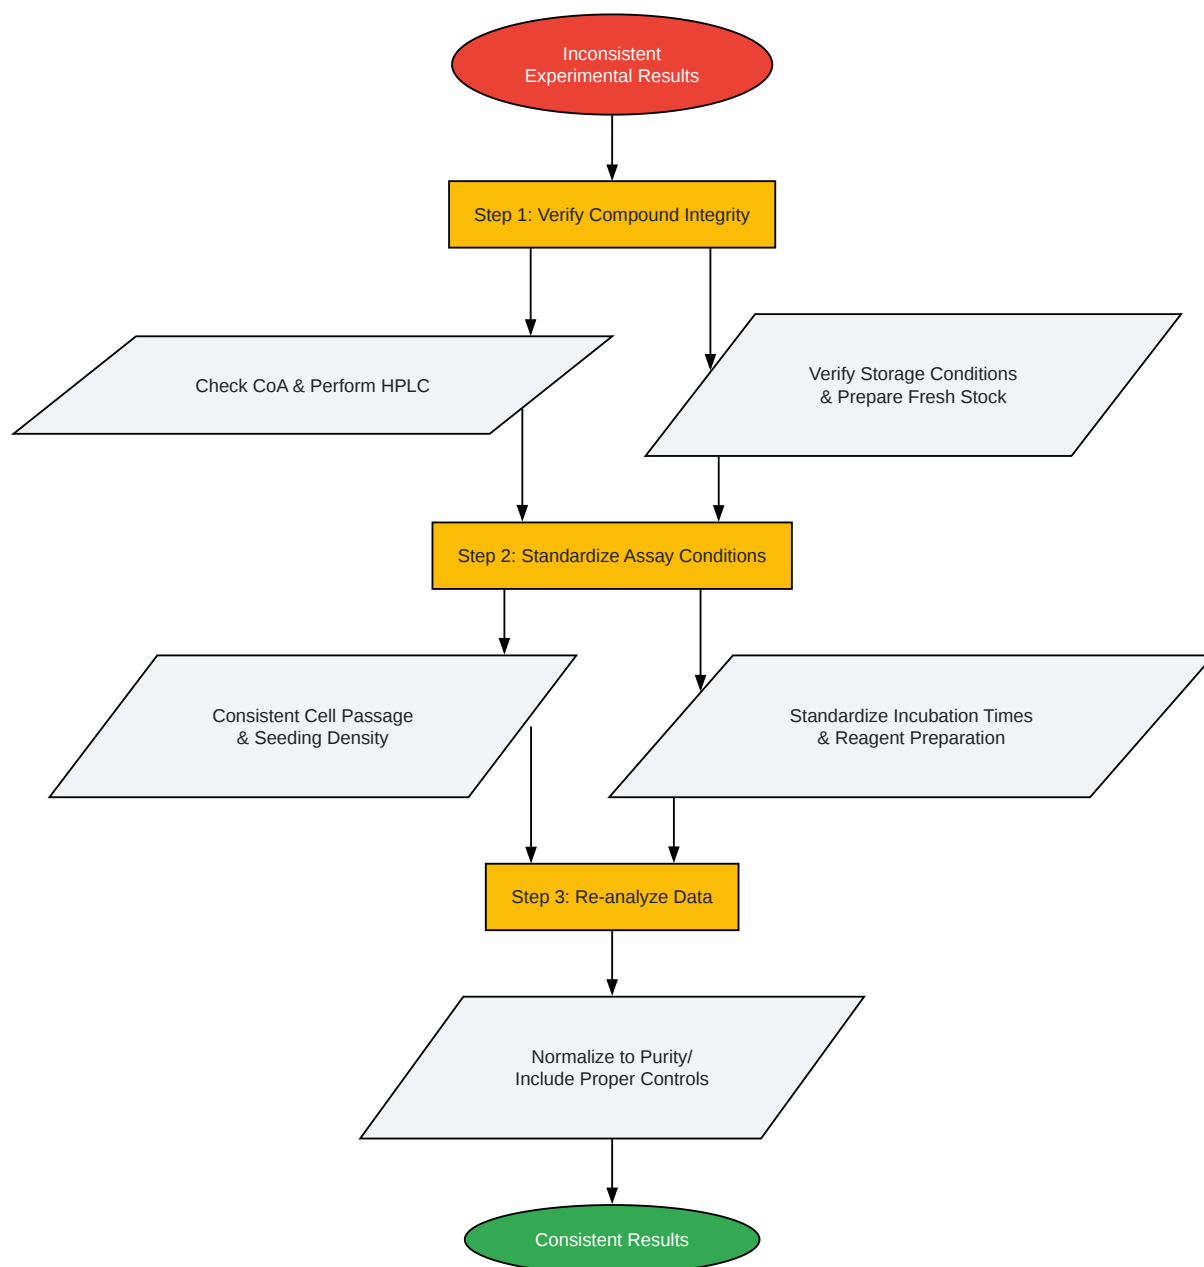 Inconsistent
Experimental Results
Step 1: Verify Compound Integrity
Check CoA & Perform HPLC
Verify Storage Conditions
& Prepare Fresh Stock
Step 2: Standardize Assay Conditions
Consistent Cell Passage
& Seeding Density
Standardize Incubation Times
& Reagent Preparation
Step 3: Re-analyze Data
Normalize to Purity/
Include Proper Controls
Consistent Results